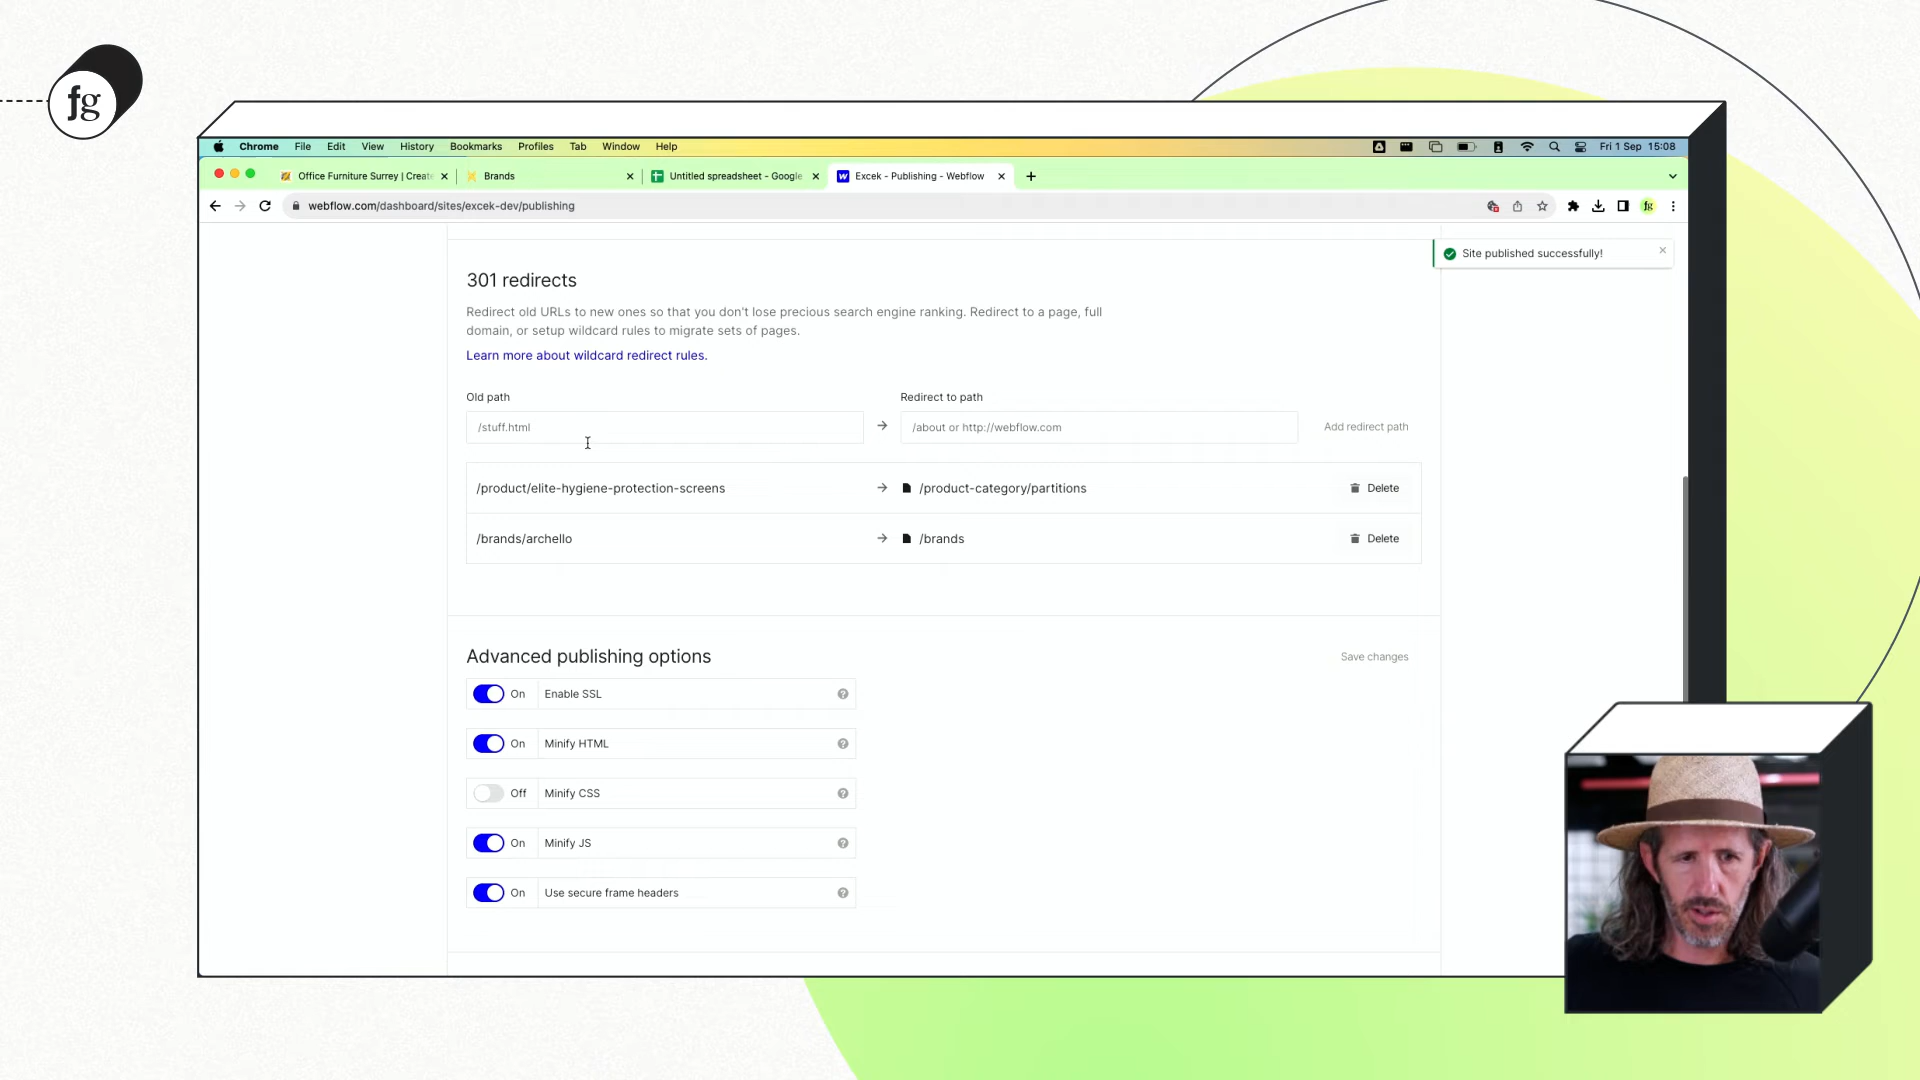 fg
Chrome File Edit View History Bookmarks Profiles Tab Window Help Fri 1 Sep 15:08
Office Furniture Surrey | Create Brands Untitled spreadsheet - Google Excek - Publishing - Webflow
webflow.com/dashboard/sites/excek-dev/publishing fg
Site published successfully!
301 redirects
Redirect old URLs to new ones so that you don't lose precious search engine ranking. Redirect to a page, full
domain, or setup wildcard rules to migrate sets of pages.
Learn more about wildcard redirect rules.
Old path Redirect to path
/stuff.html → /about or http://webflow.com Add redirect path
/product/elite-hygiene-protection-screens → /product-category/partitions Delete
/brands/archello → /brands Delete
Advanced publishing options Save changes
On Enable SSL ?
On Minify HTML ?
Off Minify CSS ?
On Minify JS ?
On Use secure frame headers ?